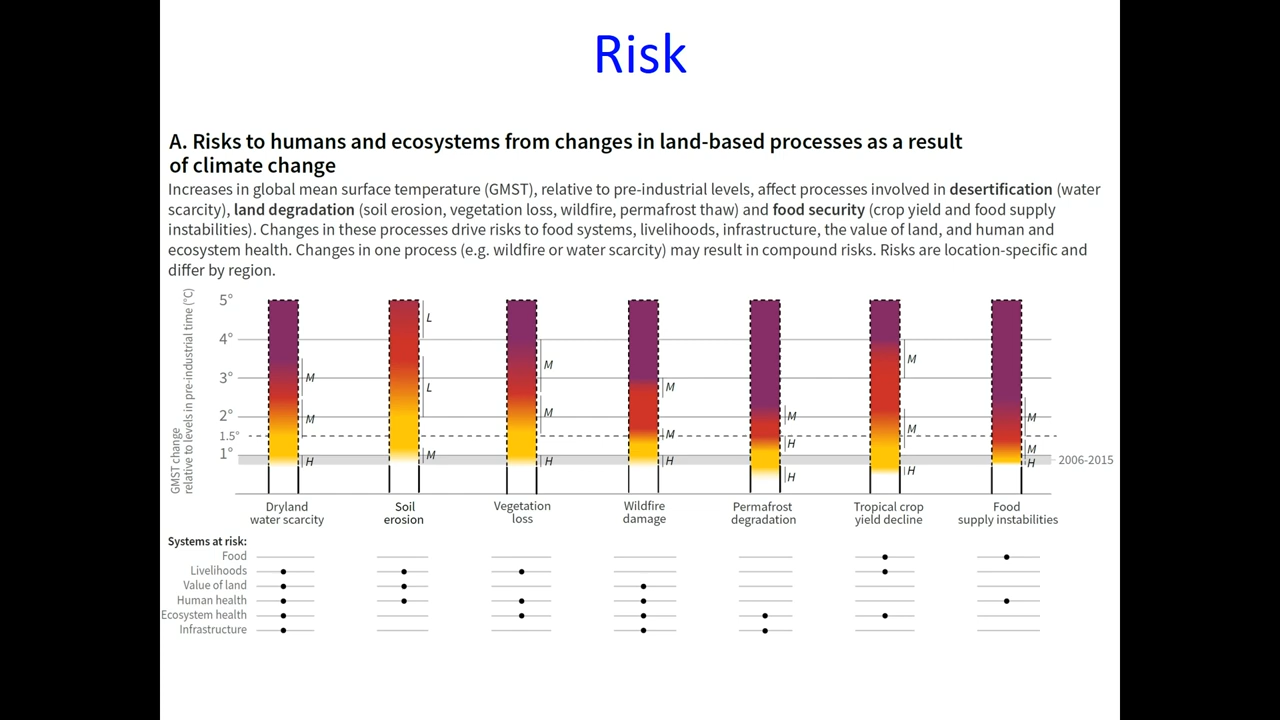 Risk
A. Risks to humans and ecosystems from changes in land-based processes as a result
of climate change
Increases in global mean surface temperature (GMST), relative to pre-industrial levels, affect processes involved in desertification (water
scarcity), land degradation (soil erosion, vegetation loss, wildfire, permafrost thaw) and food security (crop yield and food supply
instabilities). Changes in these processes drive risks to food systems, livelihoods, infrastructure, the value of land, and human and
ecosystem health. Changes in one process (e.g. wildfire or water scarcity) may result in compound risks. Risks are location-specific and
differ by region.
GMST change
relative to levels in pre-industrial time (°C)
5°
4°
3°
2°
1.5°
1°
M
M
H
L
L
M
M
M
H
M
M
H
M
H
H
M
M
H
M
M
H
2006-2015
Dryland
water scarcity
Soil
erosion
Vegetation
loss
Wildfire
damage
Permafrost
degradation
Tropical crop
yield decline
Food
supply instabilities
Systems at risk:
Food
Livelihoods
Value of land
Human health
Ecosystem health
Infrastructure